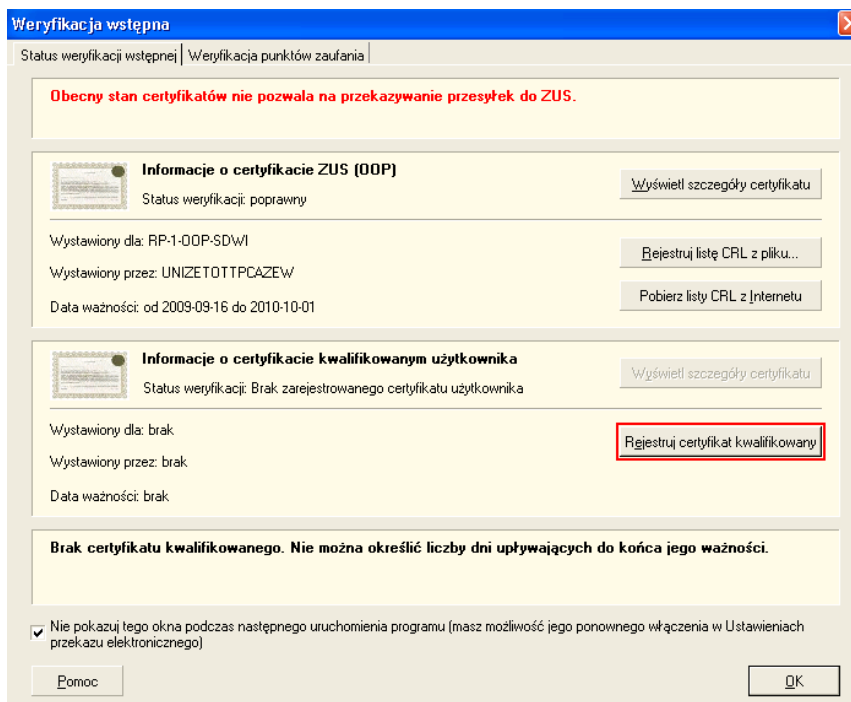 Weryfikacja wstępna
Status weryfikacji wstępnej Weryfikacja punktów zaufania
Obecny stan certyfikatów nie pozwala na przekazywanie przesyłek do ZUS.
Informacje o certyfikacie ZUS (OOP)
Status weryfikacji: poprawny
Wyświetl szczegóły certyfikatu
Wystawiony dla: RP-1-OOP-SDWI
Rejestruj listę CRL z pliku...
Wystawiony przez: UNIZETOTTPCAZEW
Pobierz listy CRL z Internetu
Data ważności: od 2009-09-16 do 2010-10-01
Informacje o certyfikacie kwalifikowanym użytkownika
Status weryfikacji: Brak zarejestrowanego certyfikatu użytkownika
Wyświetl szczegóły certyfikatu
Wystawiony dla: brak
Rejestruj certyfikat kwalifikowany
Wystawiony przez: brak
Data ważności: brak
Brak certyfikatu kwalifikowanego. Nie można określić liczby dni upływających do końca jego ważności.
Nie pokazuj tego okna podczas następnego uruchomienia programu (masz możliwość jego ponownego włączenia w Ustawieniach
przekazu elektronicznego)
Pomoc
OK